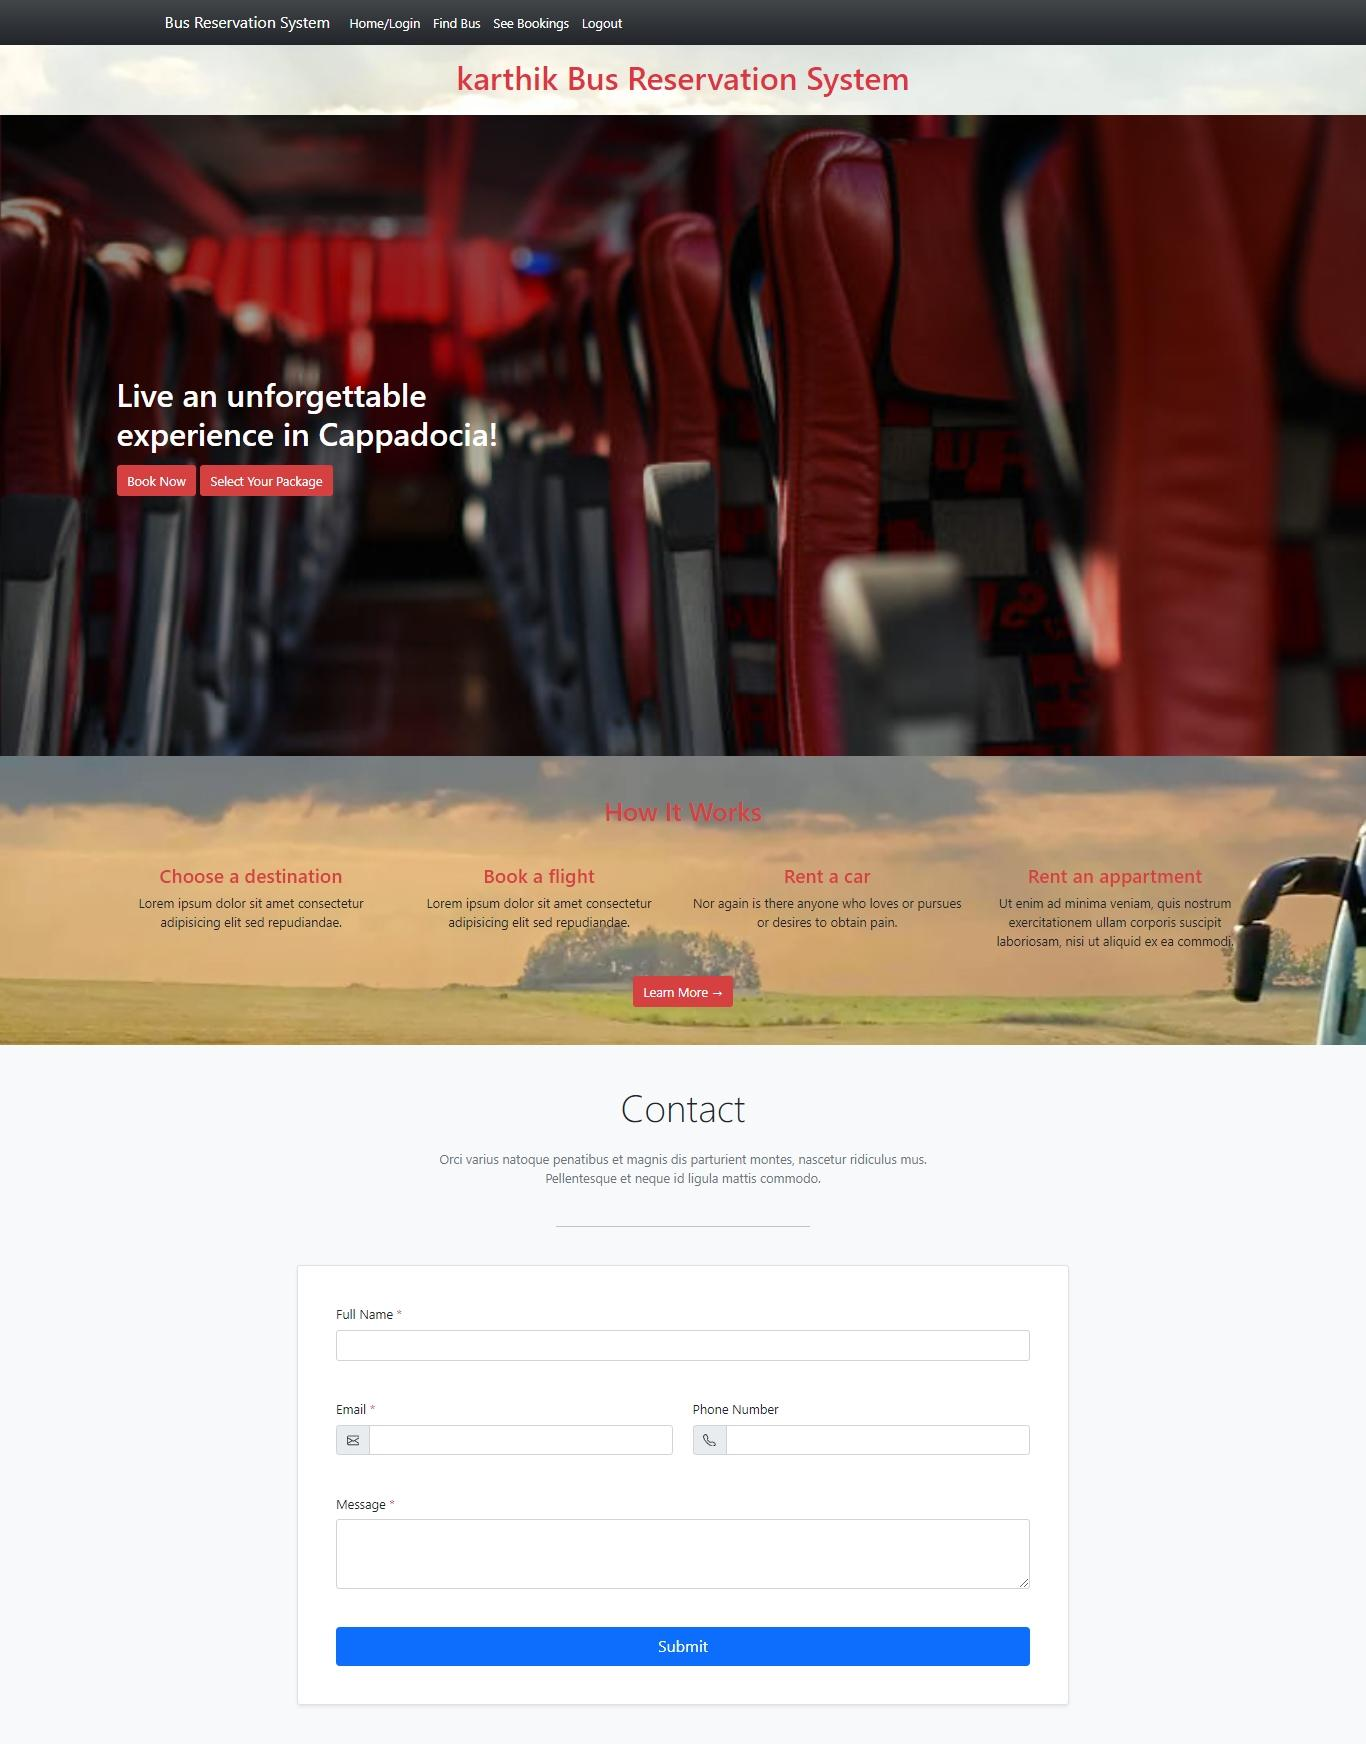 Bus Reservation System Home/Login Find Bus See Bookings Logout
karthik Bus Reservation System
Live an unforgettable
experience in Cappadocia!
Book Now Select Your Package
How It Works
Choose a destination
Lorem ipsum dolor sit amet consectetur
adipisicing elit sed repudiandae.
Book a flight
Lorem ipsum dolor sit amet consectetur
adipisicing elit sed repudiandae.
Rent a car
Nor again is there anyone who loves or pursues
or desires to obtain pain.
Rent an appartment
Ut enim ad minima veniam, quis nostrum
exercitationem ullam corporis suscipit
laboriosam, nisi ut aliquid ex ea commodi.
Learn More →
Contact
Orci varius natoque penatibus et magnis dis parturient montes, nascetur ridiculus mus.
Pellentesque et neque id ligula mattis commodo.
Full Name *
Email *
Phone Number
Message *
Submit